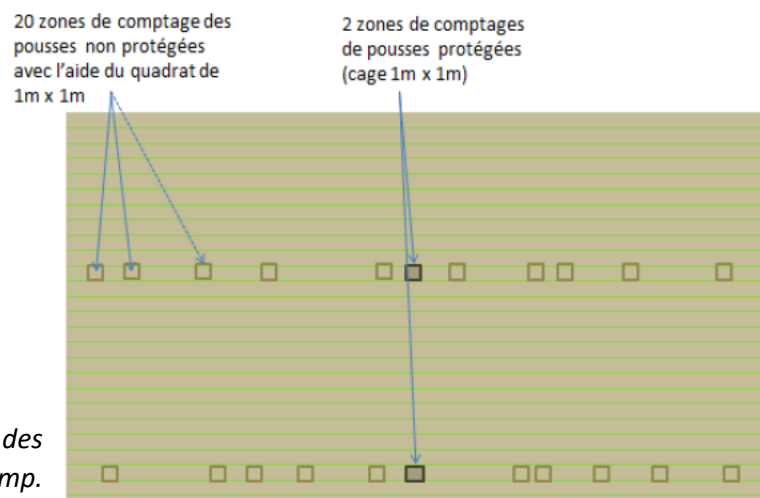 20 zones de comptage des
pousses non protégées
avec l'aide du quadrat de
1m x 1m
2 zones de comptages
de pousses protégées
(cage 1m x 1m)
des
mp.